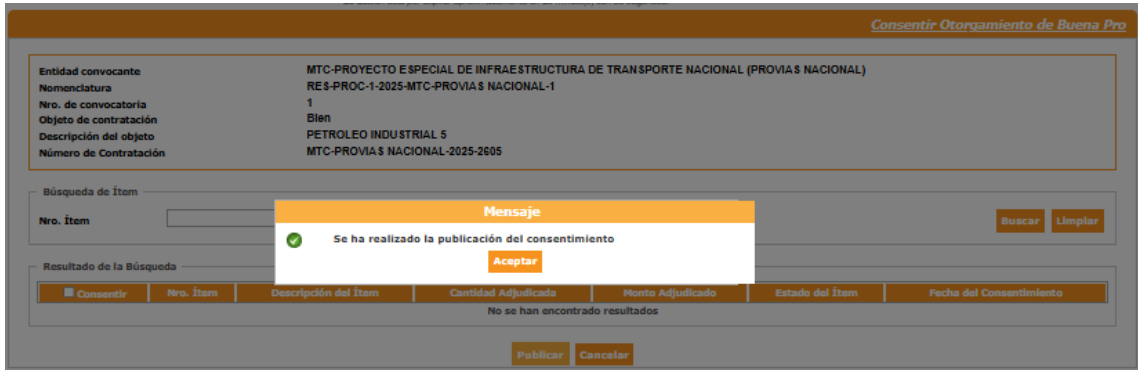 Consentir Otorgamiento de Buena Pro
Entidad convocante MTC-PROYECTO ESPECIAL DE INFRAESTRUCTURA DE TRANSPORTE NACIONAL (PROVIAS NACIONAL)
Nomenclatura RES-PROC-1-2025-MTC-PROVIAS NACIONAL-1
Nro. de convocatoria 1
Objeto de contratación Bien
Descripción del objeto PETROLEO INDUSTRIAL 5
Número de Contratación MTC-PROVIAS NACIONAL-2025-2605
Búsqueda de Ítem
Mensaje
Nro. Ítem Buscar Limpiar
Se ha realizado la publicación del consentimiento
Aceptar
Resultado de la Búsqueda
Consentir Nro. Ítem Descripción del Ítem Cantidad Adjudicada Monto Adjudicado Estado del Ítem Fecha del Consentimiento
No se han encontrado resultados
Publicar Cancelar